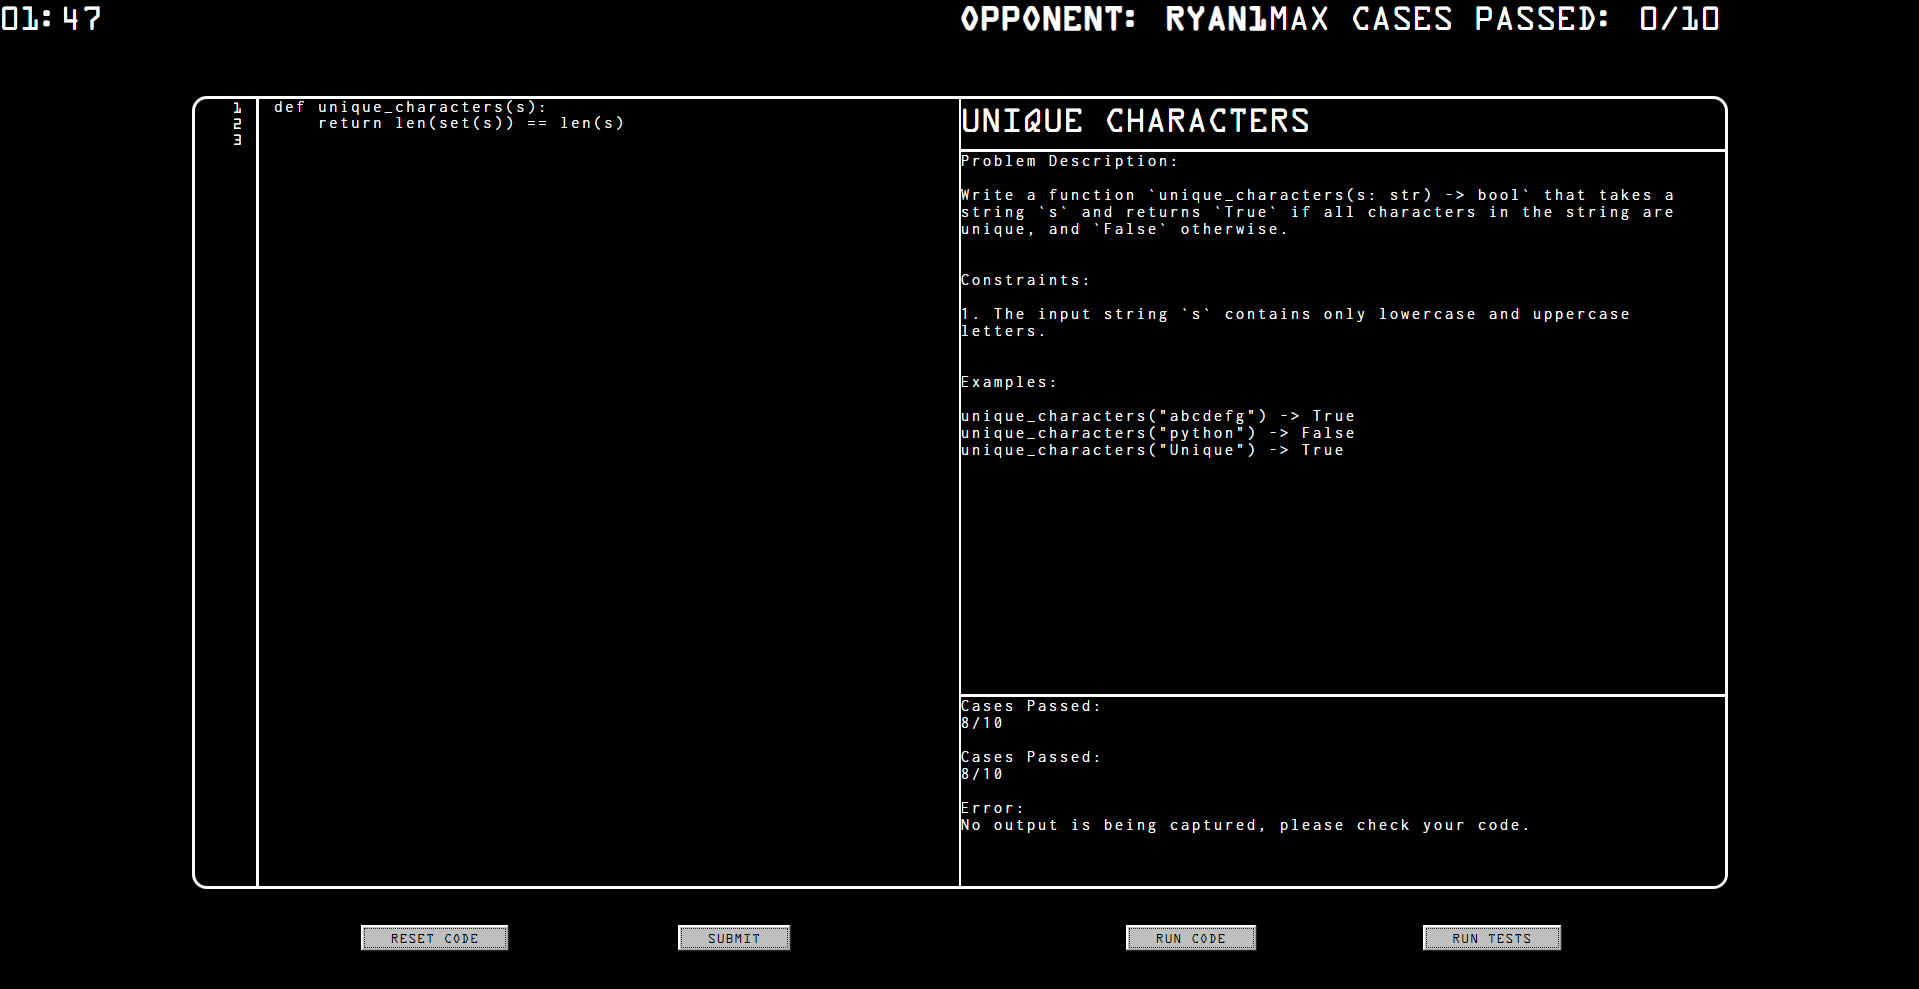 01:47
OPPONENT: RYAN1MAX CASES PASSED: 0/10
1 def unique_characters(s):
2 return len(set(s)) == len(s)
3
UNIQUE CHARACTERS
Problem Description:
Write a function `unique_characters(s: str) -> bool` that takes a
string `s` and returns `True` if all characters in the string are
unique, and `False` otherwise.
Constraints:
1. The input string `s` contains only lowercase and uppercase
letters.
Examples:
unique_characters("abcdefg") -> True
unique_characters("python") -> False
unique_characters("Unique") -> True
Cases Passed:
8/10
Cases Passed:
8/10
Error:
No output is being captured, please check your code.
RESET CODE
SUBMIT
RUN CODE
RUN TESTS